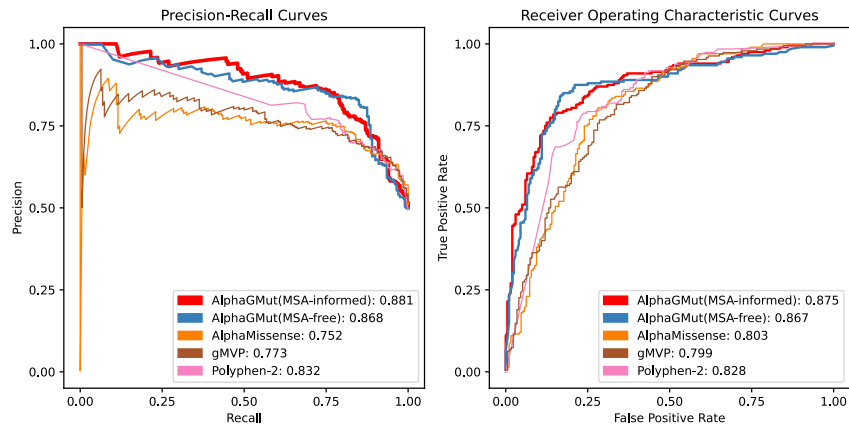 Precision-Recall Curves
1.00
0.75
0.50
0.25
0.00
Precision
0.00
0.25
0.50
0.75
1.00
Recall
AlphaGMut(MSA-informed): 0.881
AlphaGMut(MSA-free): 0.868
AlphaMissense: 0.752
gMVP: 0.773
Polyphen-2: 0.832
Receiver Operating Characteristic Curves
1.00
0.75
0.50
0.25
0.00
True Positive Rate
0.00
0.25
0.50
0.75
1.00
False Positive Rate
AlphaGMut(MSA-informed): 0.875
AlphaGMut(MSA-free): 0.867
AlphaMissense: 0.803
gMVP: 0.799
Polyphen-2: 0.828